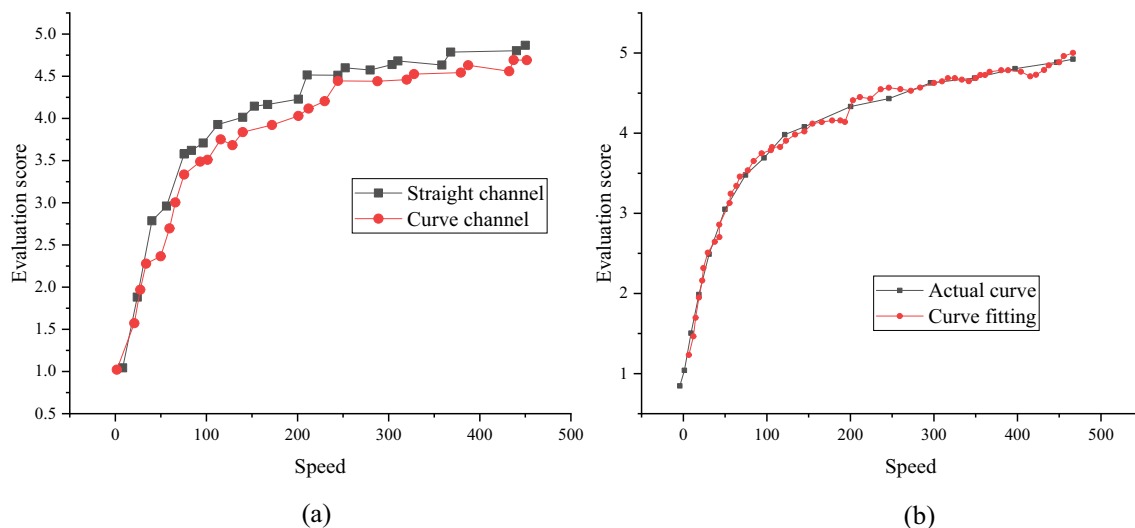 5.0
4.5
4.0
3.5
3.0
2.5
2.0
1.5
1.0
0.5
Evaluation score
Straight channel
Curve channel
0 100 200 300 400 500
Speed
(a)
5
4
3
2
1
Evaluation score
Actual curve
Curve fitting
0 100 200 300 400 500
Speed
(b)